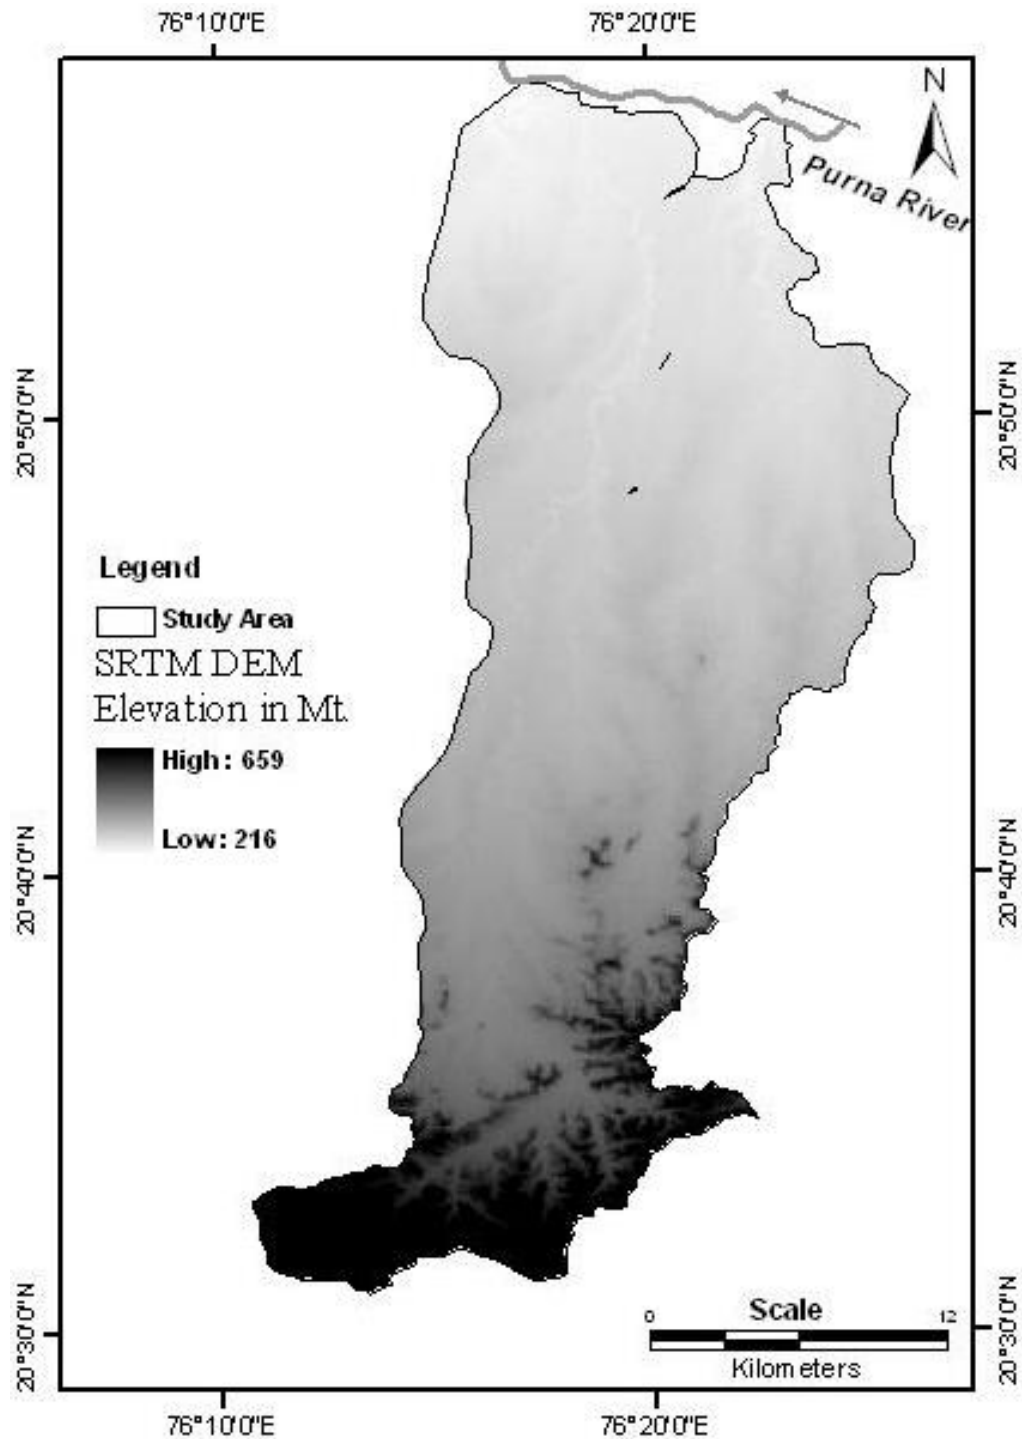 76°10'0"E
76°20'0"E
N
Purna River
20°50'0"N
20°50'0"N
Legend
Study Area
SRTM DEM
Elevation in Mt.
High : 659
Low: 216
20°40'0"N
20°40'0"N
20°30'0"N
20°30'0"N
0 Scale 12
Kilometers
76°10'0"E
76°20'0"E